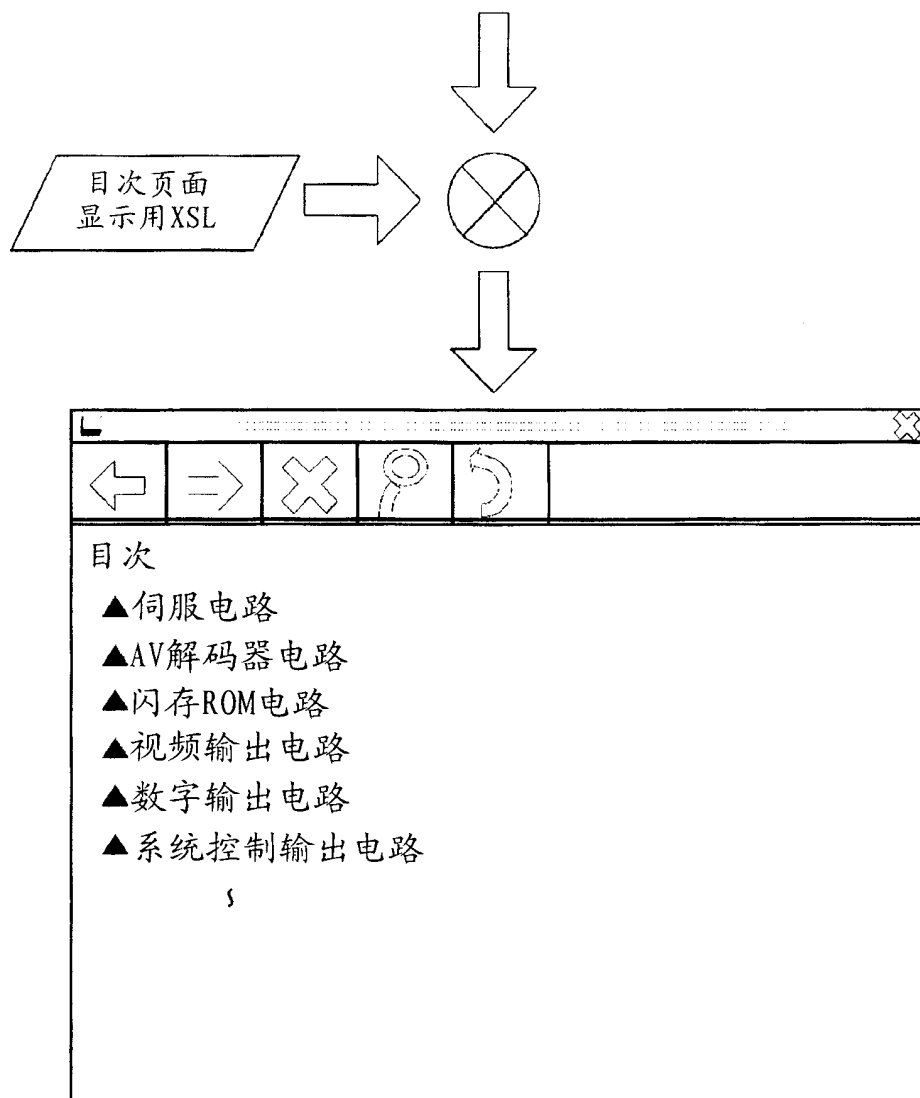 目次页面
显示用XSL
目次
▲伺服电路
▲AV解码器电路
▲闪存ROM电路
▲视频输出电路
▲数字输出电路
▲系统控制输出电路